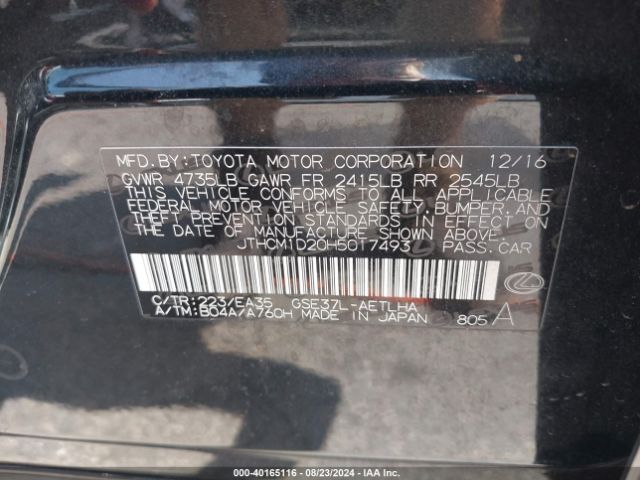 MFD.BY:TOYOTA MOTOR CORPORATION 12/16
GVWR 4735LB GAWR FR 2415LB RR 2545LB
THIS VEHICLE CONFORMS TO ALL APPLICABLE
FEDERAL MOTOR VEHICLE SAFETY, BUMPER, AND
THEFT PREVENTION STANDARDS IN EFFECT ON
THE DATE OF MANUFACTURE SHOWN ABOVE.
JTHCM1D20H5017493 PASS.CAR
C/TR:223/EA35 GSE37L-AETLHA
A/TM:B04A/A760H MADE IN JAPAN 805 A
000-40165116 - 08/23/2024 - IAA Inc.